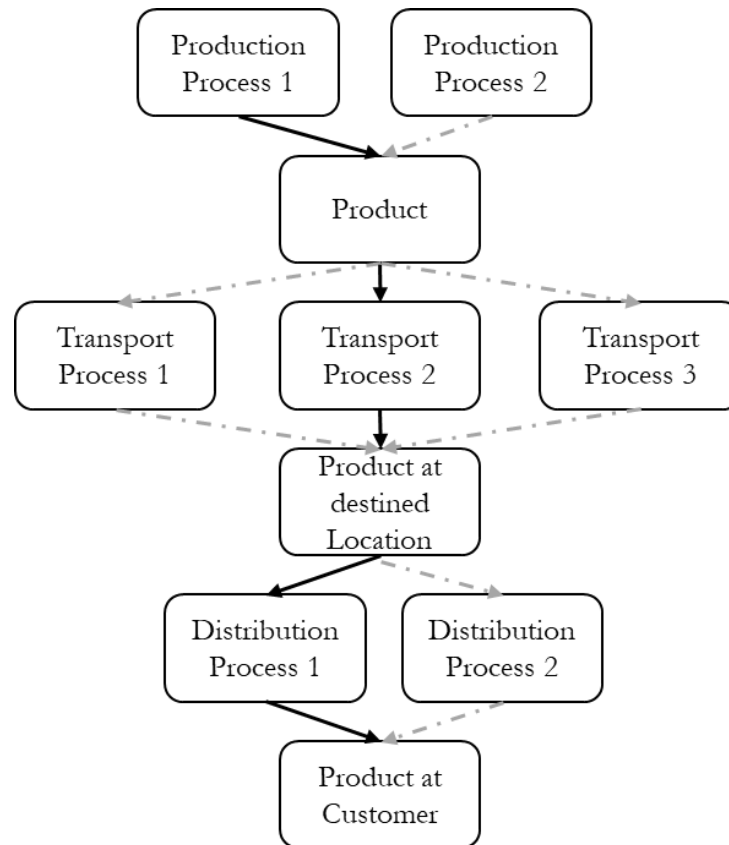 Production
Process 1
Production
Process 2
Product
Transport
Process 1
Transport
Process 2
Transport
Process 3
Product at
destined
Location
Distribution
Process 1
Distribution
Process 2
Product at
Customer